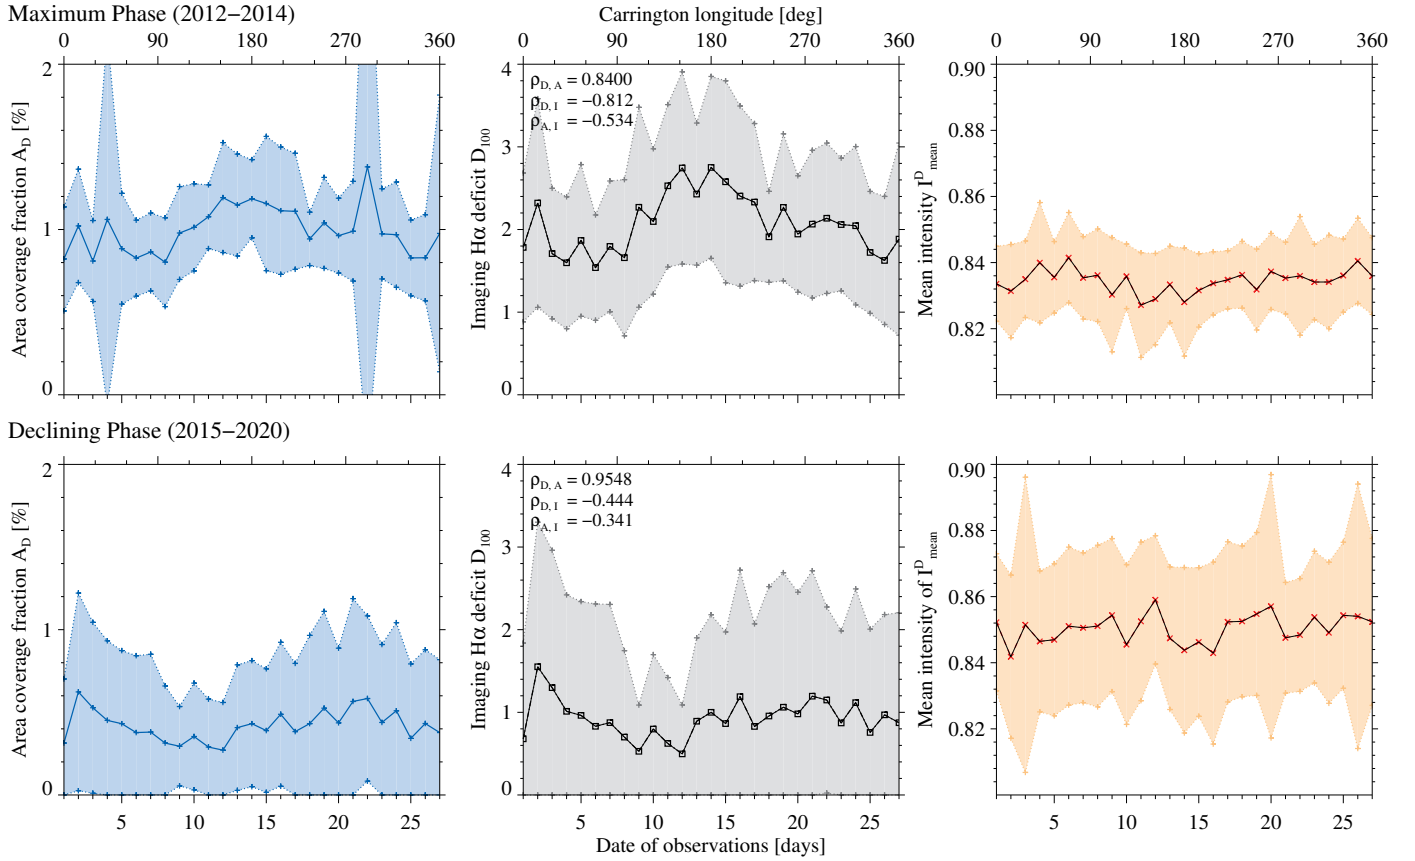 Maximum Phase (2012−2014)
Carrington longitude [deg]
0 90 180 270 360
0 90 180 270 360
0 90 180 270 360
Area coverage fraction A_D [%]
2
1
0
Imaging Hα deficit D_100
4
3
2
1
0
ρ_D, A = 0.8400
ρ_D, I = −0.812
ρ_A, I = −0.534
Mean intensity I^D_mean
0.90
0.88
0.86
0.84
0.82
Declining Phase (2015−2020)
Area coverage fraction A_D [%]
2
1
0
5 10 15 20 25
Imaging Hα deficit D_100
4
3
2
1
0
ρ_D, A = 0.9548
ρ_D, I = −0.444
ρ_A, I = −0.341
5 10 15 20 25
Mean intensity of I^D_mean
0.90
0.88
0.86
0.84
0.82
5 10 15 20 25
Date of observations [days]